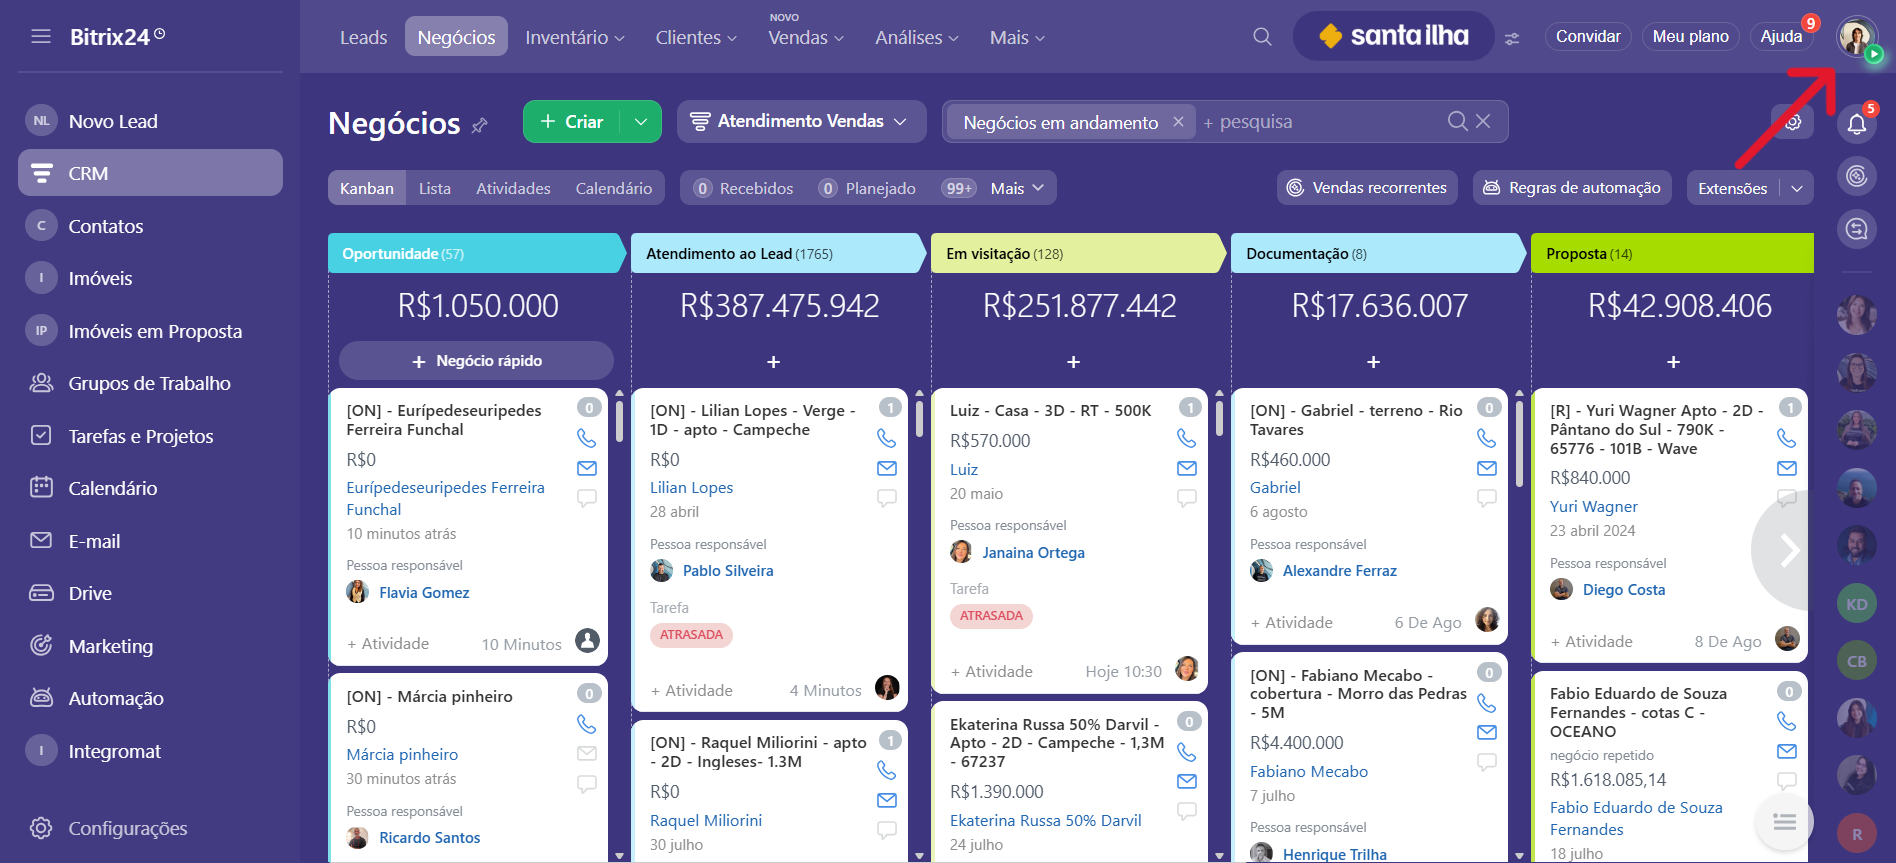 Bitrix24
Leads
Negócios
Inventário
Clientes
NOVO
Vendas
Análises
Mais
santa ilha
Convidar
Meu plano
Ajuda
9
NL Novo Lead
CRM
C Contatos
I Imóveis
IP Imóveis em Proposta
Grupos de Trabalho
Tarefas e Projetos
Calendário
E-mail
Drive
Marketing
Automação
I Integromat
Configurações
Negócios
+ Criar
Atendimento Vendas
Negócios em andamento ×
+ pesquisa
5
Kanban
Lista
Atividades
Calendário
0 Recebidos
0 Planejado
99+ Mais
Vendas recorrentes
Regras de automação
Extensões
Oportunidade (57)
R$1.050.000
+ Negócio rápido
[ON] - Eurípedeseuripedes
Ferreira Funchal
0
R$0
Eurípedeseuripedes Ferreira
Funchal
10 minutos atrás
Pessoa responsável
Flavia Gomez
+ Atividade
10 Minutos
[ON] - Márcia pinheiro
0
R$0
Márcia pinheiro
30 minutos atrás
Pessoa responsável
Ricardo Santos
Atendimento ao Lead (1765)
R$387.475.942
+
[ON] - Lilian Lopes - Verge -
1D - apto - Campeche
1
R$0
Lilian Lopes
28 abril
Pessoa responsável
Pablo Silveira
Tarefa
ATRASADA
+ Atividade
4 Minutos
[ON] - Raquel Miliorini - apto
- 2D - Ingleses- 1.3M
1
R$0
Raquel Miliorini
30 julho
Em visitação (128)
R$251.877.442
+
Luiz - Casa - 3D - RT - 500K
1
R$570.000
Luiz
20 maio
Pessoa responsável
Janaina Ortega
Tarefa
ATRASADA
+ Atividade
Hoje 10:30
Ekaterina Russa 50% Darvil -
Apto - 2D - Campeche - 1,3M
- 67237
0
R$1.390.000
Ekaterina Russa 50% Darvil
24 julho
Documentação (8)
R$17.636.007
+
[ON] - Gabriel - terreno - Rio
Tavares
0
R$460.000
Gabriel
6 agosto
Pessoa responsável
Alexandre Ferraz
+ Atividade
6 De Ago
[ON] - Fabiano Mecabo -
cobertura - Morro das Pedras
- 5M
0
R$4.400.000
Fabiano Mecabo
7 julho
Pessoa responsável
Henrique Trilha
Proposta (14)
R$42.908.406
+
[R] - Yuri Wagner Apto - 2D -
Pântano do Sul - 790K -
65776 - 101B - Wave
1
R$840.000
Yuri Wagner
23 abril 2024
Pessoa responsável
Diego Costa
+ Atividade
8 De Ago
Fabio Eduardo de Souza
Fernandes - cotas C -
OCEANO
0
negócio repetido
R$1.618.085,14
Fabio Eduardo de Souza
Fernandes
18 julho
KD
CB
R